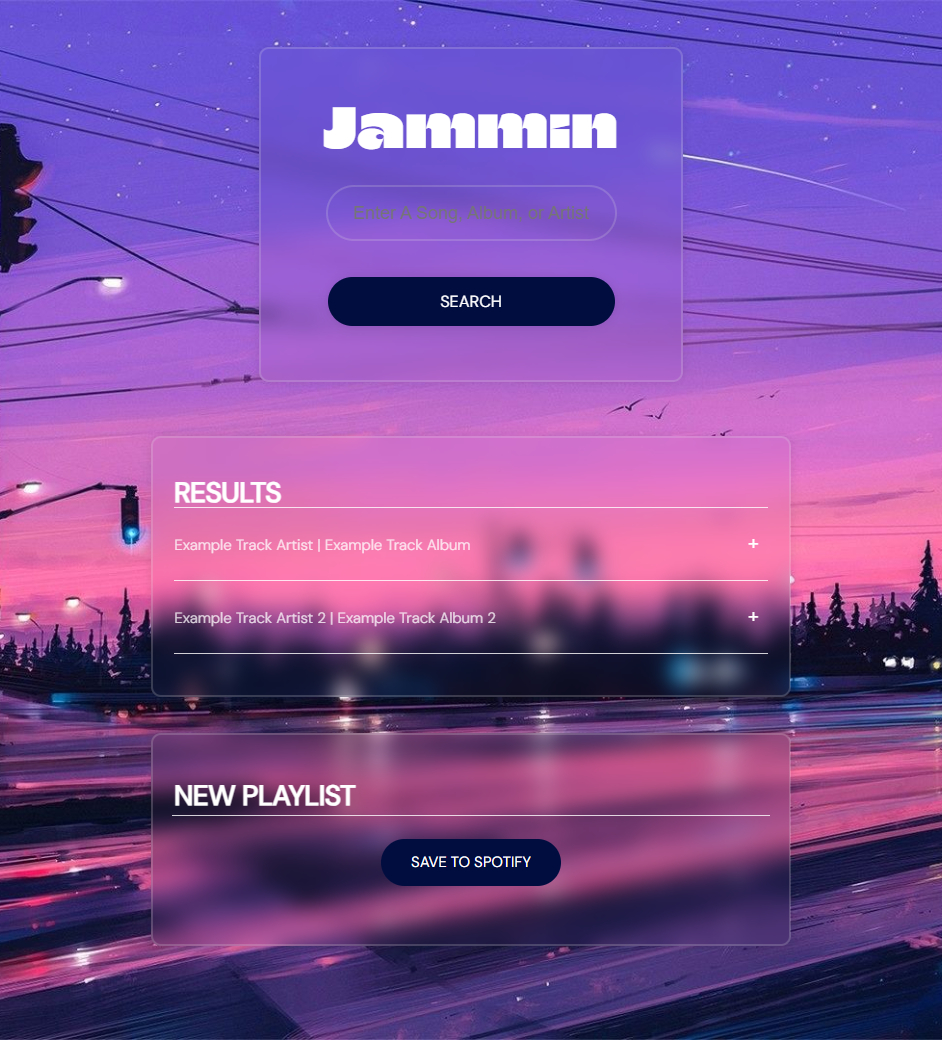 Jammin
Enter A Song, Album, or Artist
SEARCH
RESULTS
Example Track Artist | Example Track Album +
Example Track Artist 2 | Example Track Album 2 +
NEW PLAYLIST
SAVE TO SPOTIFY